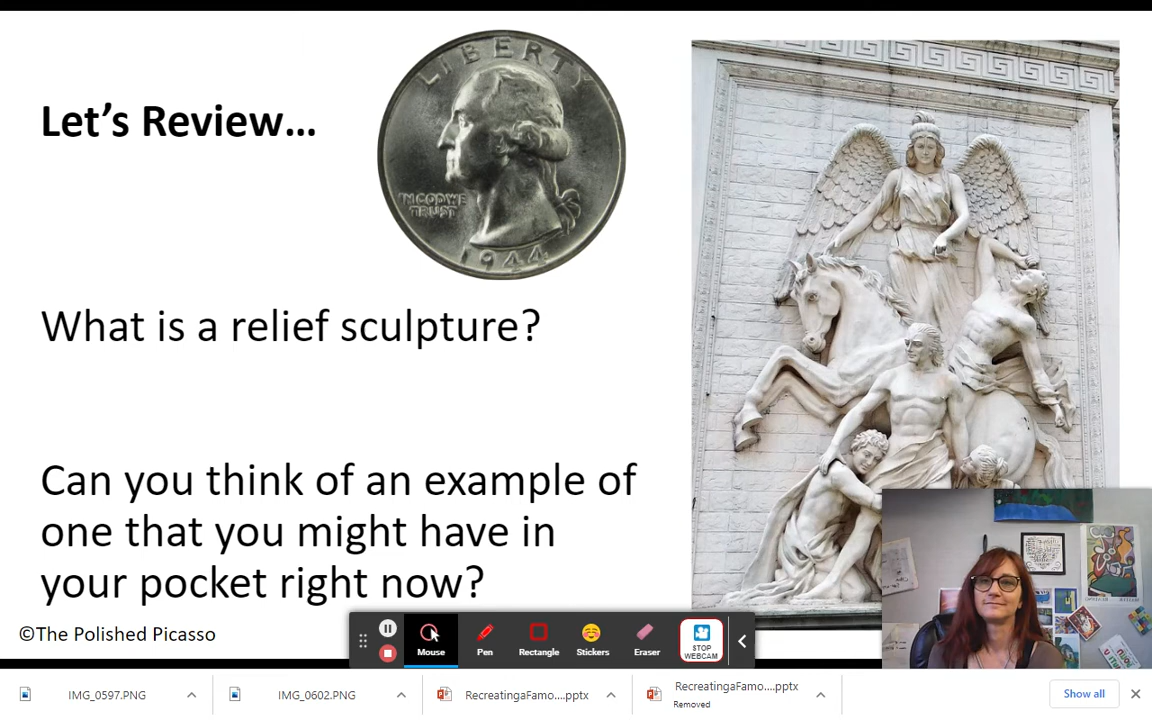 LIBERTY
Let's Review...
IN GOD WE
TRUST
1944
What is a relief sculpture?
Can you think of an example of
one that you might have in
your pocket right now?
©The Polished Picasso
Mouse
Pen
Rectangle
Stickers
Eraser
STOP
WEBCAM
IMG_0597.PNG
IMG_0602.PNG
RecreatingaFamo....pptx
RecreatingaFamo....pptx
Removed
Show all